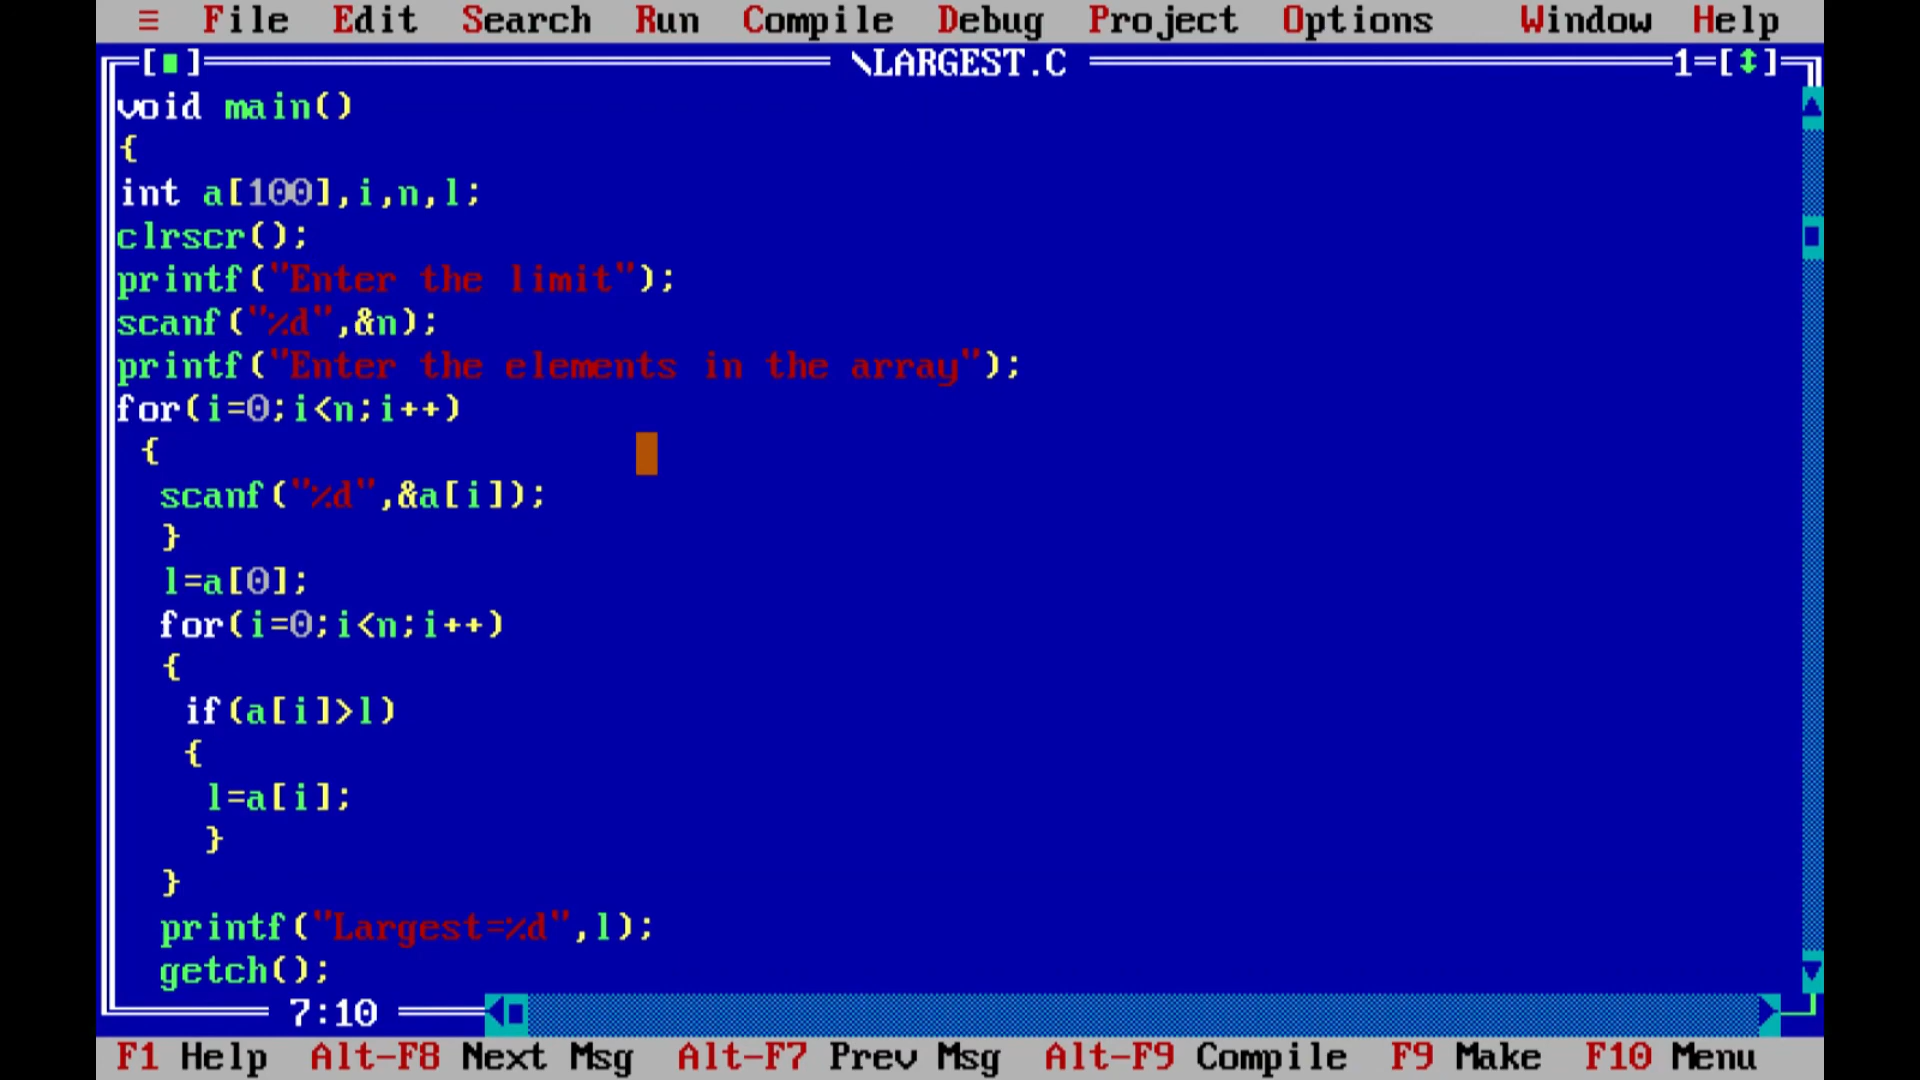 ≡ File Edit Search Run Compile Debug Project Options Window Help
[■] \LARGEST.C 1=[↕]
void main()
{
int a[100],i,n,l;
clrscr();
printf("Enter the limit");
scanf("%d",&n);
printf("Enter the elements in the array");
for(i=0;i<n;i++)
{
scanf("%d",&a[i]);
}
l=a[0];
for(i=0;i<n;i++)
{
if(a[i]>l)
{
l=a[i];
}
}
printf("Largest=%d",l);
getch();
7:10
F1 Help Alt-F8 Next Msg Alt-F7 Prev Msg Alt-F9 Compile F9 Make F10 Menu